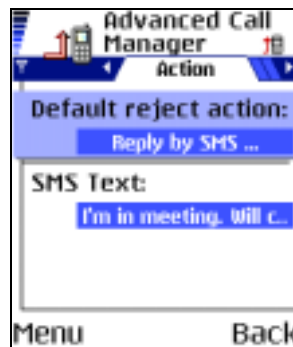 Advanced Call
Manager
Action
Default reject action:
Reply by SMS ...
SMS Text:
I'm in meeting. Will c...
Menu Back